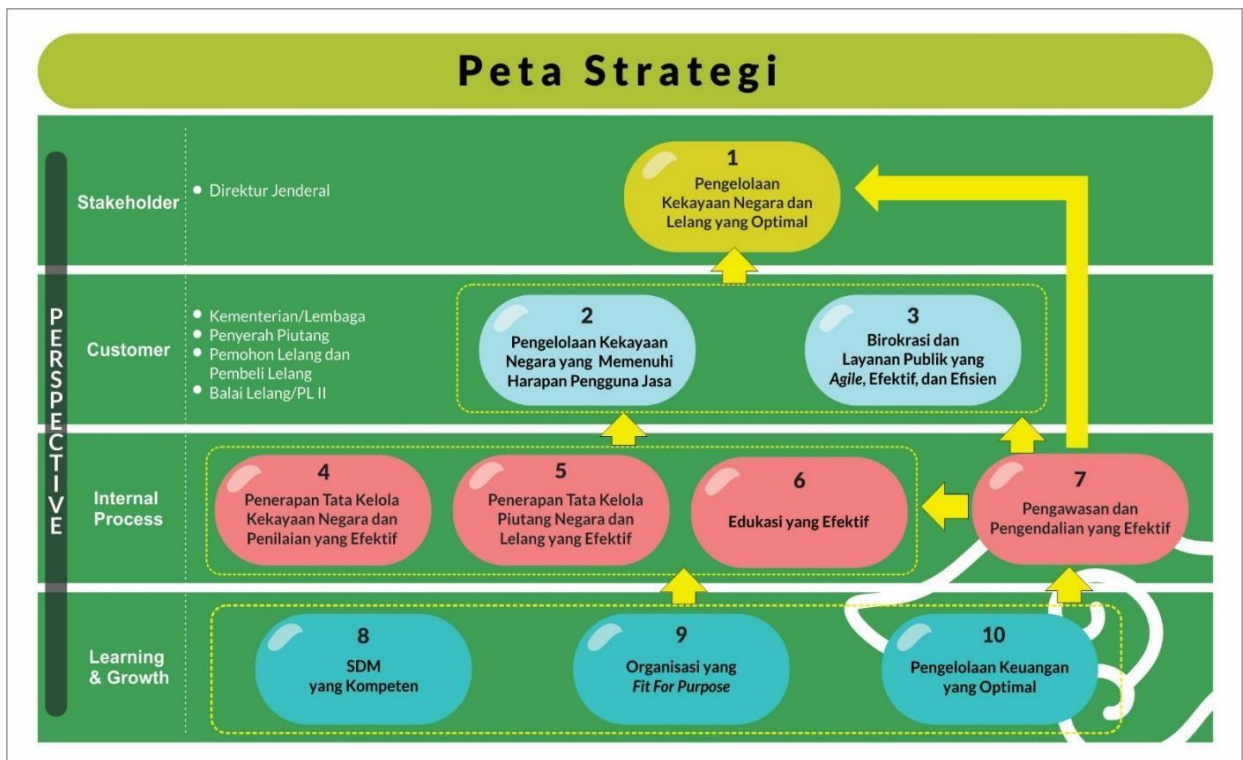 Peta Strategi
PERSPECTIVE
Stakeholder
● Direktur Jenderal
1
Pengelolaan
Kekayaan Negara dan
Lelang yang Optimal
Customer
● Kementerian/Lembaga
● Penyerah Piutang
● Pemohon Lelang dan
Pembeli Lelang
● Balai Lelang/PL II
2
Pengelolaan Kekayaan
Negara yang Memenuhi
Harapan Pengguna Jasa
3
Birokrasi dan
Layanan Publik yang
Agile, Efektif, dan Efisien
Internal
Process
4
Penerapan Tata Kelola
Kekayaan Negara dan
Penilaian yang Efektif
5
Penerapan Tata Kelola
Piutang Negara dan
Lelang yang Efektif
6
Edukasi yang Efektif
7
Pengawasan dan
Pengendalian yang Efektif
Learning
& Growth
8
SDM
yang Kompeten
9
Organisasi yang
Fit For Purpose
10
Pengelolaan Keuangan
yang Optimal